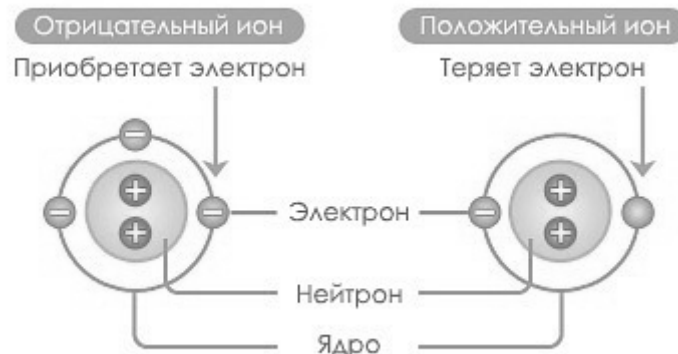 Отрицательный ион
Положительный ион
Приобретает электрон
Теряет электрон
Электрон
Нейтрон
Ядро